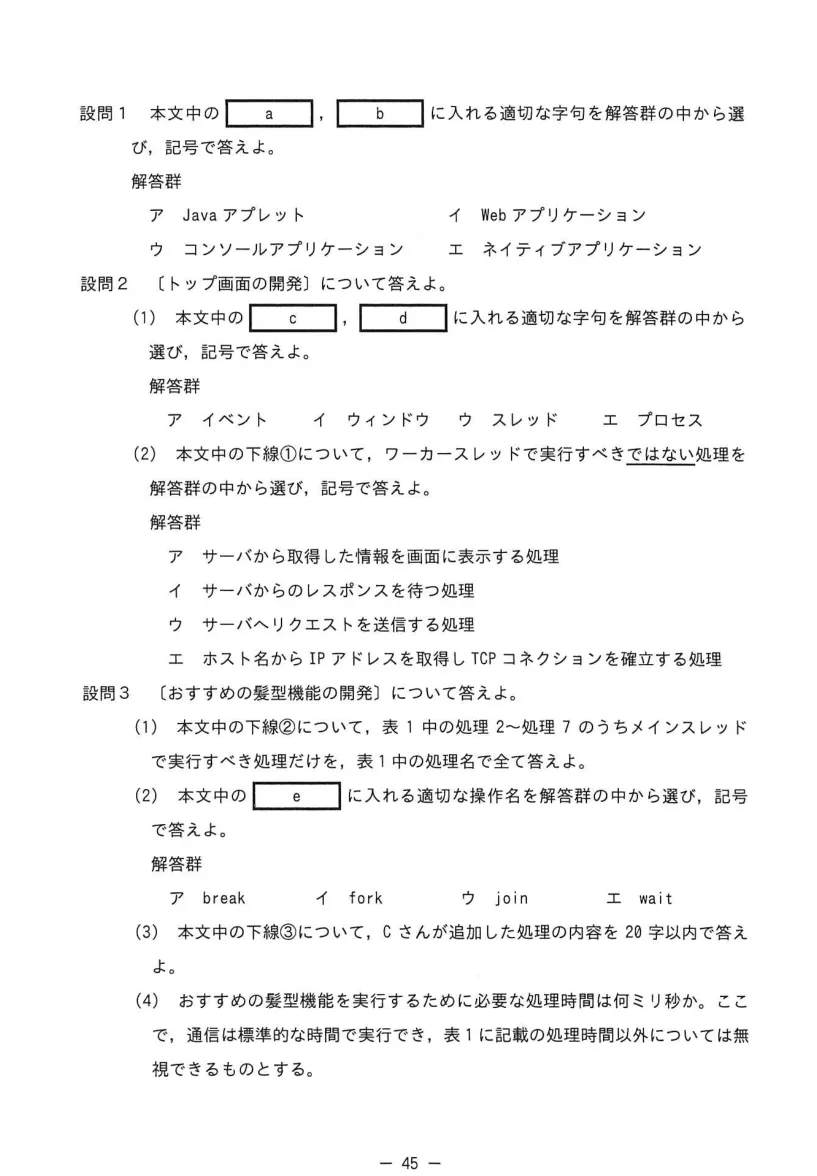 設問1　本文中の　a　，　b　に入れる適切な字句を解答群の中から選
び，記号で答えよ。
解答群
ア　Java アプレット　イ　Web アプリケーション
ウ　コンソールアプリケーション　エ　ネイティブアプリケーション
設問2　〔トップ画面の開発〕について答えよ。
(1)　本文中の　c　，　d　に入れる適切な字句を解答群の中から
選び，記号で答えよ。
解答群
ア　イベント　イ　ウィンドウ　ウ　スレッド　エ　プロセス
(2)　本文中の下線①について，ワーカースレッドで実行すべきではない処理を
解答群の中から選び，記号で答えよ。
解答群
ア　サーバから取得した情報を画面に表示する処理
イ　サーバからのレスポンスを待つ処理
ウ　サーバへリクエストを送信する処理
エ　ホスト名から IP アドレスを取得し TCP コネクションを確立する処理
設問3　〔おすすめの髪型機能の開発〕について答えよ。
(1)　本文中の下線②について，表 1 中の処理 2～処理 7 のうちメインスレッド
で実行すべき処理だけを，表 1 中の処理名で全て答えよ。
(2)　本文中の　e　に入れる適切な操作名を解答群の中から選び，記号
で答えよ。
解答群
ア　break　イ　fork　ウ　join　エ　wait
(3)　本文中の下線③について，C さんが追加した処理の内容を 20 字以内で答え
よ。
(4)　おすすめの髪型機能を実行するために必要な処理時間は何ミリ秒か。ここ
で，通信は標準的な時間で実行でき，表 1 に記載の処理時間以外については無
視できるものとする。
－ 45 －